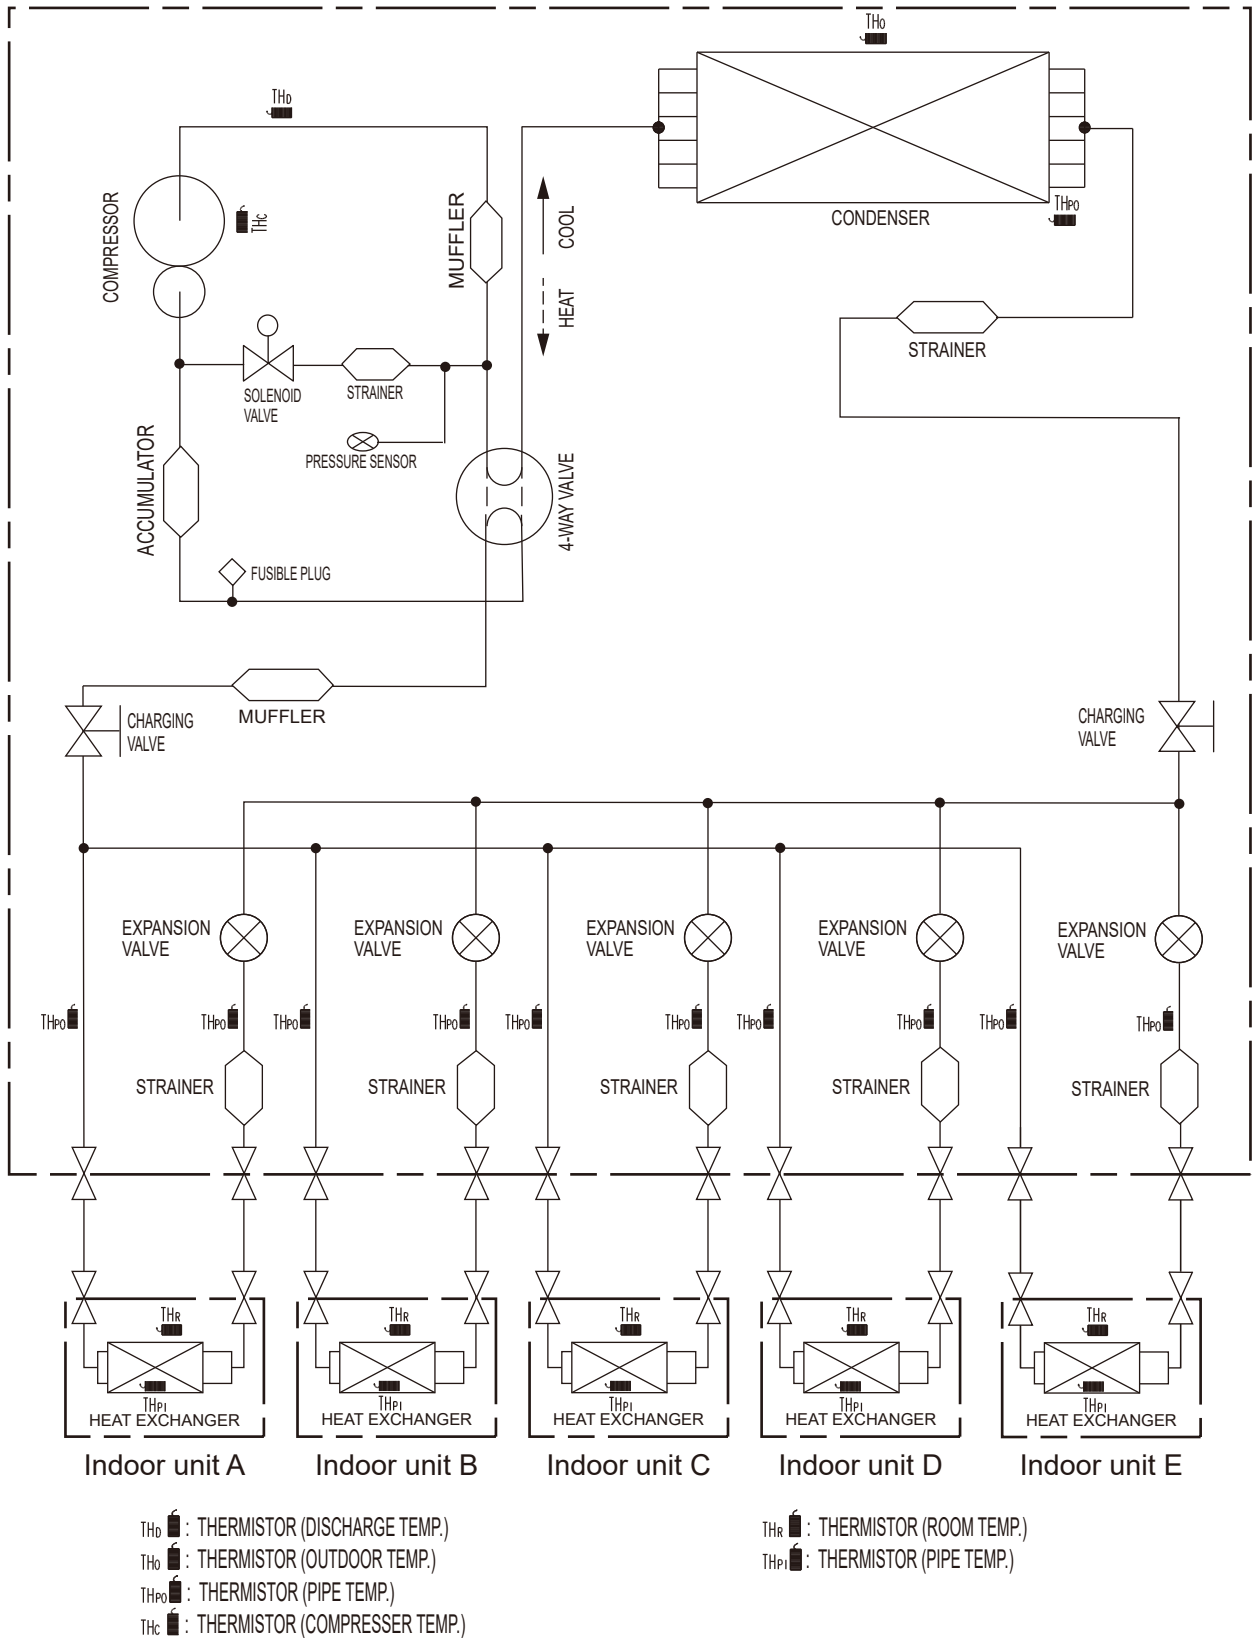 THO
THD
COMPRESSOR
THC
MUFFLER
COOL
HEAT
CONDENSER
THPO
STRAINER
SOLENOID
VALVE
STRAINER
PRESSURE SENSOR
ACCUMULATOR
4-WAY VALVE
FUSIBLE PLUG
MUFFLER
CHARGING
VALVE
CHARGING
VALVE
EXPANSION
VALVE
EXPANSION
VALVE
EXPANSION
VALVE
EXPANSION
VALVE
EXPANSION
VALVE
THPO
THPO
THPO
THPO
THPO
THPO
THPO
THPO
THPO
THPO
STRAINER
STRAINER
STRAINER
STRAINER
STRAINER
THR
THR
THR
THR
THR
THPI
THPI
THPI
THPI
THPI
HEAT EXCHANGER
HEAT EXCHANGER
HEAT EXCHANGER
HEAT EXCHANGER
HEAT EXCHANGER
Indoor unit A
Indoor unit B
Indoor unit C
Indoor unit D
Indoor unit E
THD : THERMISTOR (DISCHARGE TEMP.)
THO : THERMISTOR (OUTDOOR TEMP.)
THPO : THERMISTOR (PIPE TEMP.)
THC : THERMISTOR (COMPRESSER TEMP.)
THR : THERMISTOR (ROOM TEMP.)
THPI : THERMISTOR (PIPE TEMP.)